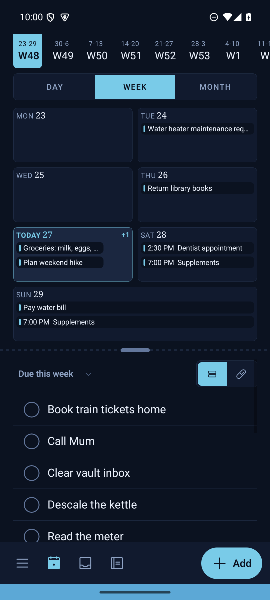 10:00
23-29 30-6 7-13 14-20 21-27 28-3 4-10 11-1
W48 W49 W50 W51 W52 W53 W1 W
DAY WEEK MONTH
MON 23
TUE 24
Water heater maintenance req...
WED 25
THU 26
Return library books
TODAY 27 +1
Groceries: milk, eggs, ...
Plan weekend hike
SAT 28
2:30 PM Dentist appointment
7:00 PM Supplements
SUN 29
Pay water bill
7:00 PM Supplements
Due this week
Book train tickets home
Call Mum
Clear vault inbox
Descale the kettle
Read the meter
Add